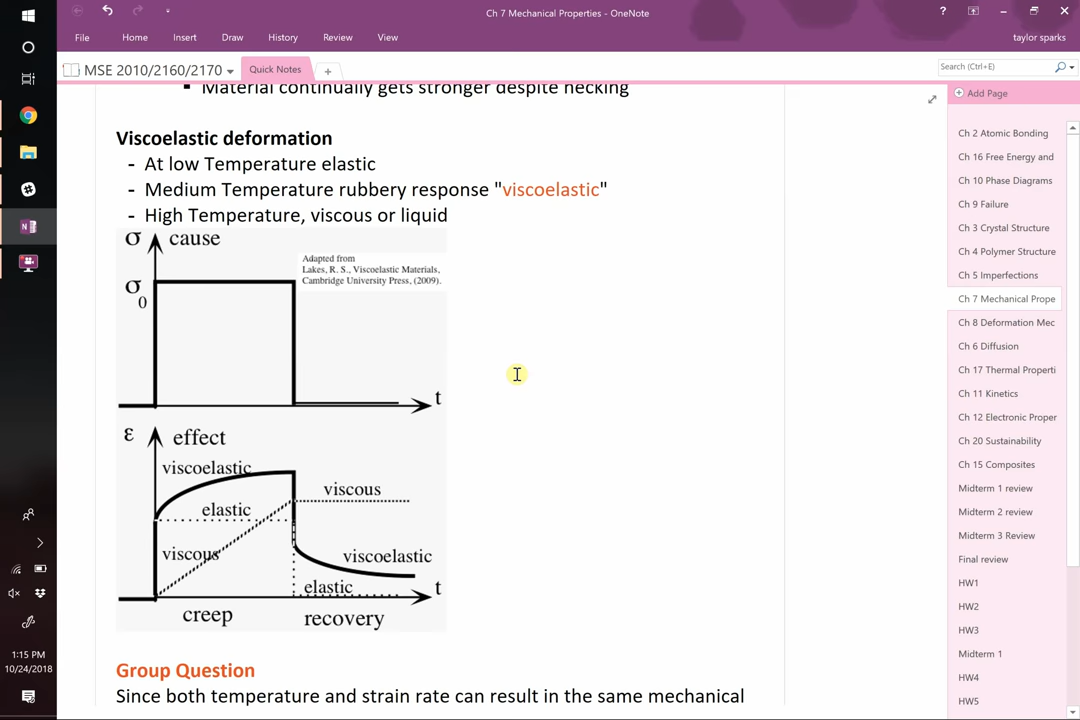 Ch 7 Mechanical Properties - OneNote
?
File Home Insert Draw History Review View
taylor sparks
MSE 2010/2160/2170
Quick Notes
+
Search (Ctrl+E)
Material continually gets stronger despite necking
Viscoelastic deformation
- At low Temperature elastic
- Medium Temperature rubbery response "viscoelastic"
- High Temperature, viscous or liquid
σ cause
Adapted from
Lakes, R. S., Viscoelastic Materials,
Cambridge University Press, (2009).
σ0
t
ε effect
viscoelastic
viscous
elastic
viscous
viscoelastic
elastic
t
creep recovery
Group Question
Since both temperature and strain rate can result in the same mechanical
Add Page
Ch 2 Atomic Bonding
Ch 16 Free Energy and
Ch 10 Phase Diagrams
Ch 9 Failure
Ch 3 Crystal Structure
Ch 4 Polymer Structure
Ch 5 Imperfections
Ch 7 Mechanical Prope
Ch 8 Deformation Mec
Ch 6 Diffusion
Ch 17 Thermal Properti
Ch 11 Kinetics
Ch 12 Electronic Proper
Ch 20 Sustainability
Ch 15 Composites
Midterm 1 review
Midterm 2 review
Midterm 3 Review
Final review
HW1
HW2
HW3
Midterm 1
HW4
HW5
N
1:15 PM
10/24/2018